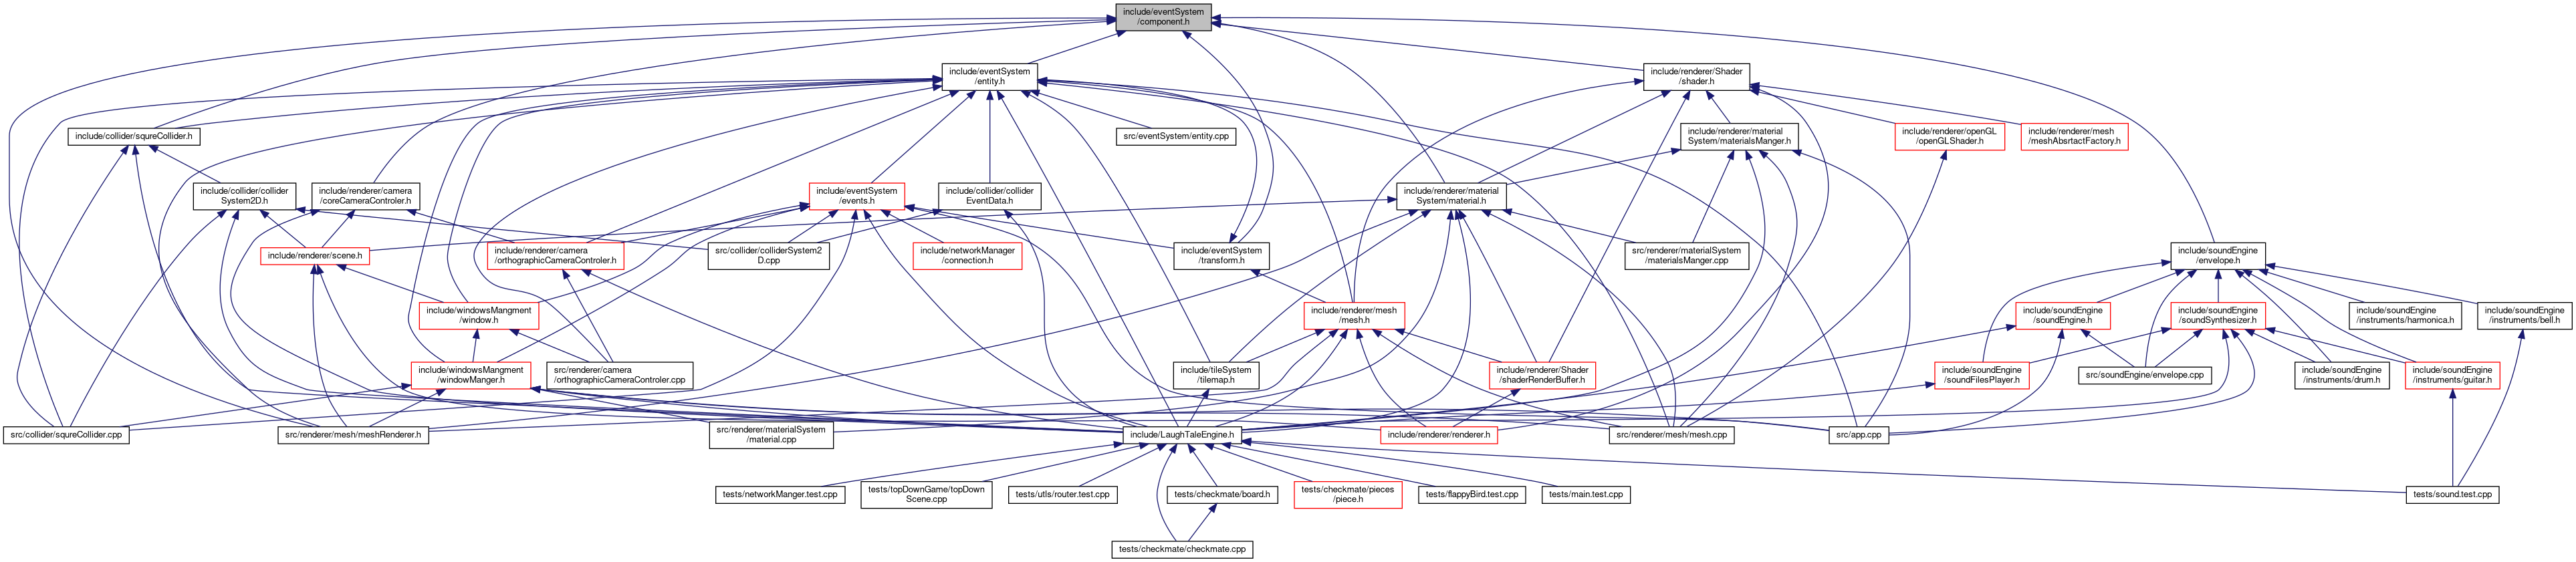 include/eventSystem
/component.h
include/eventSystem
/entity.h
include/renderer/Shader
/shader.h
include/collider/squreCollider.h
src/eventSystem/entity.cpp
include/renderer/material
System/materialsManger.h
include/renderer/openGL
/openGLShader.h
include/renderer/mesh
/meshAbsrtactFactory.h
include/collider/collider
System2D.h
include/renderer/camera
/coreCameraControler.h
include/eventSystem
/events.h
include/collider/collider
EventData.h
include/renderer/material
System/material.h
include/renderer/scene.h
include/renderer/camera
/orthographicCameraControler.h
src/collider/colliderSystem2
D.cpp
include/networkManager
/connection.h
include/eventSystem
/transform.h
src/renderer/materialSystem
/materialsManger.cpp
include/soundEngine
/envelope.h
include/windowsMangment
/window.h
include/renderer/mesh
/mesh.h
include/soundEngine
/soundEngine.h
include/soundEngine
/soundSynthesizer.h
include/soundEngine
/instruments/harmonica.h
include/soundEngine
/instruments/bell.h
include/windowsMangment
/windowManger.h
src/renderer/camera
/orthographicCameraControler.cpp
include/tileSystem
/tilemap.h
include/renderer/Shader
/shaderRenderBuffer.h
include/soundEngine
/soundFilesPlayer.h
src/soundEngine/envelope.cpp
include/soundEngine
/instruments/drum.h
include/soundEngine
/instruments/guitar.h
src/collider/squreCollider.cpp
src/renderer/mesh/meshRenderer.h
src/renderer/materialSystem
/material.cpp
include/LaughTaleEngine.h
include/renderer/renderer.h
src/renderer/mesh/mesh.cpp
src/app.cpp
tests/networkManger.test.cpp
tests/topDownGame/topDown
Scene.cpp
tests/utls/router.test.cpp
tests/checkmate/board.h
tests/checkmate/pieces
/piece.h
tests/flappyBird.test.cpp
tests/main.test.cpp
tests/sound.test.cpp
tests/checkmate/checkmate.cpp